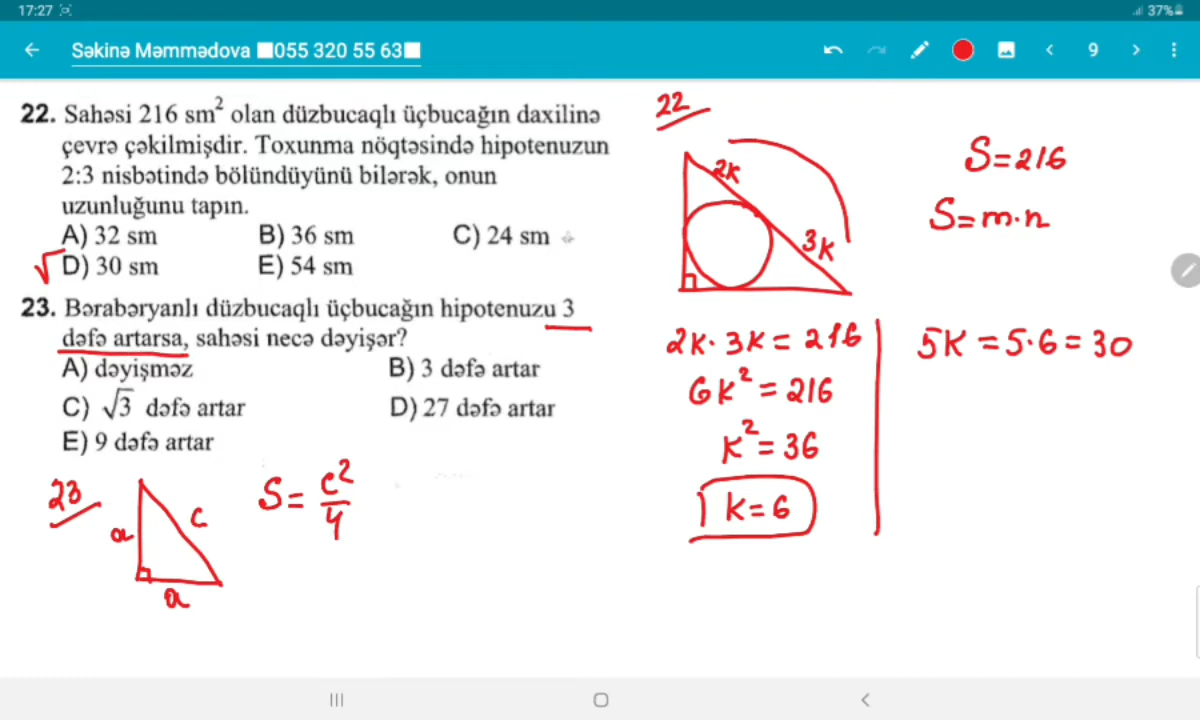 17:27
37%
Səkinə Məmmədova ■055 320 55 63■
9
22. Sahəsi 216 sm² olan düzbucaqlı üçbucağın daxilinə
çevrə çəkilmişdir. Toxunma nöqtəsində hipotenuzun
2:3 nisbətində bölündüyünü bilərək, onun
uzunluğunu tapın.
A) 32 sm B) 36 sm C) 24 sm
√ D) 30 sm E) 54 sm
23. Bərabəryanlı düzbucaqlı üçbucağın hipotenuzu 3
dəfə artarsa, sahəsi necə dəyişər?
A) dəyişməz B) 3 dəfə artar
C) √3 dəfə artar D) 27 dəfə artar
E) 9 dəfə artar
23
a
c
a
S = c²/4
22
2k
3k
S=216
S=m·n
2k·3k=216
6k²=216
k²=36
k=6
5k=5·6=30